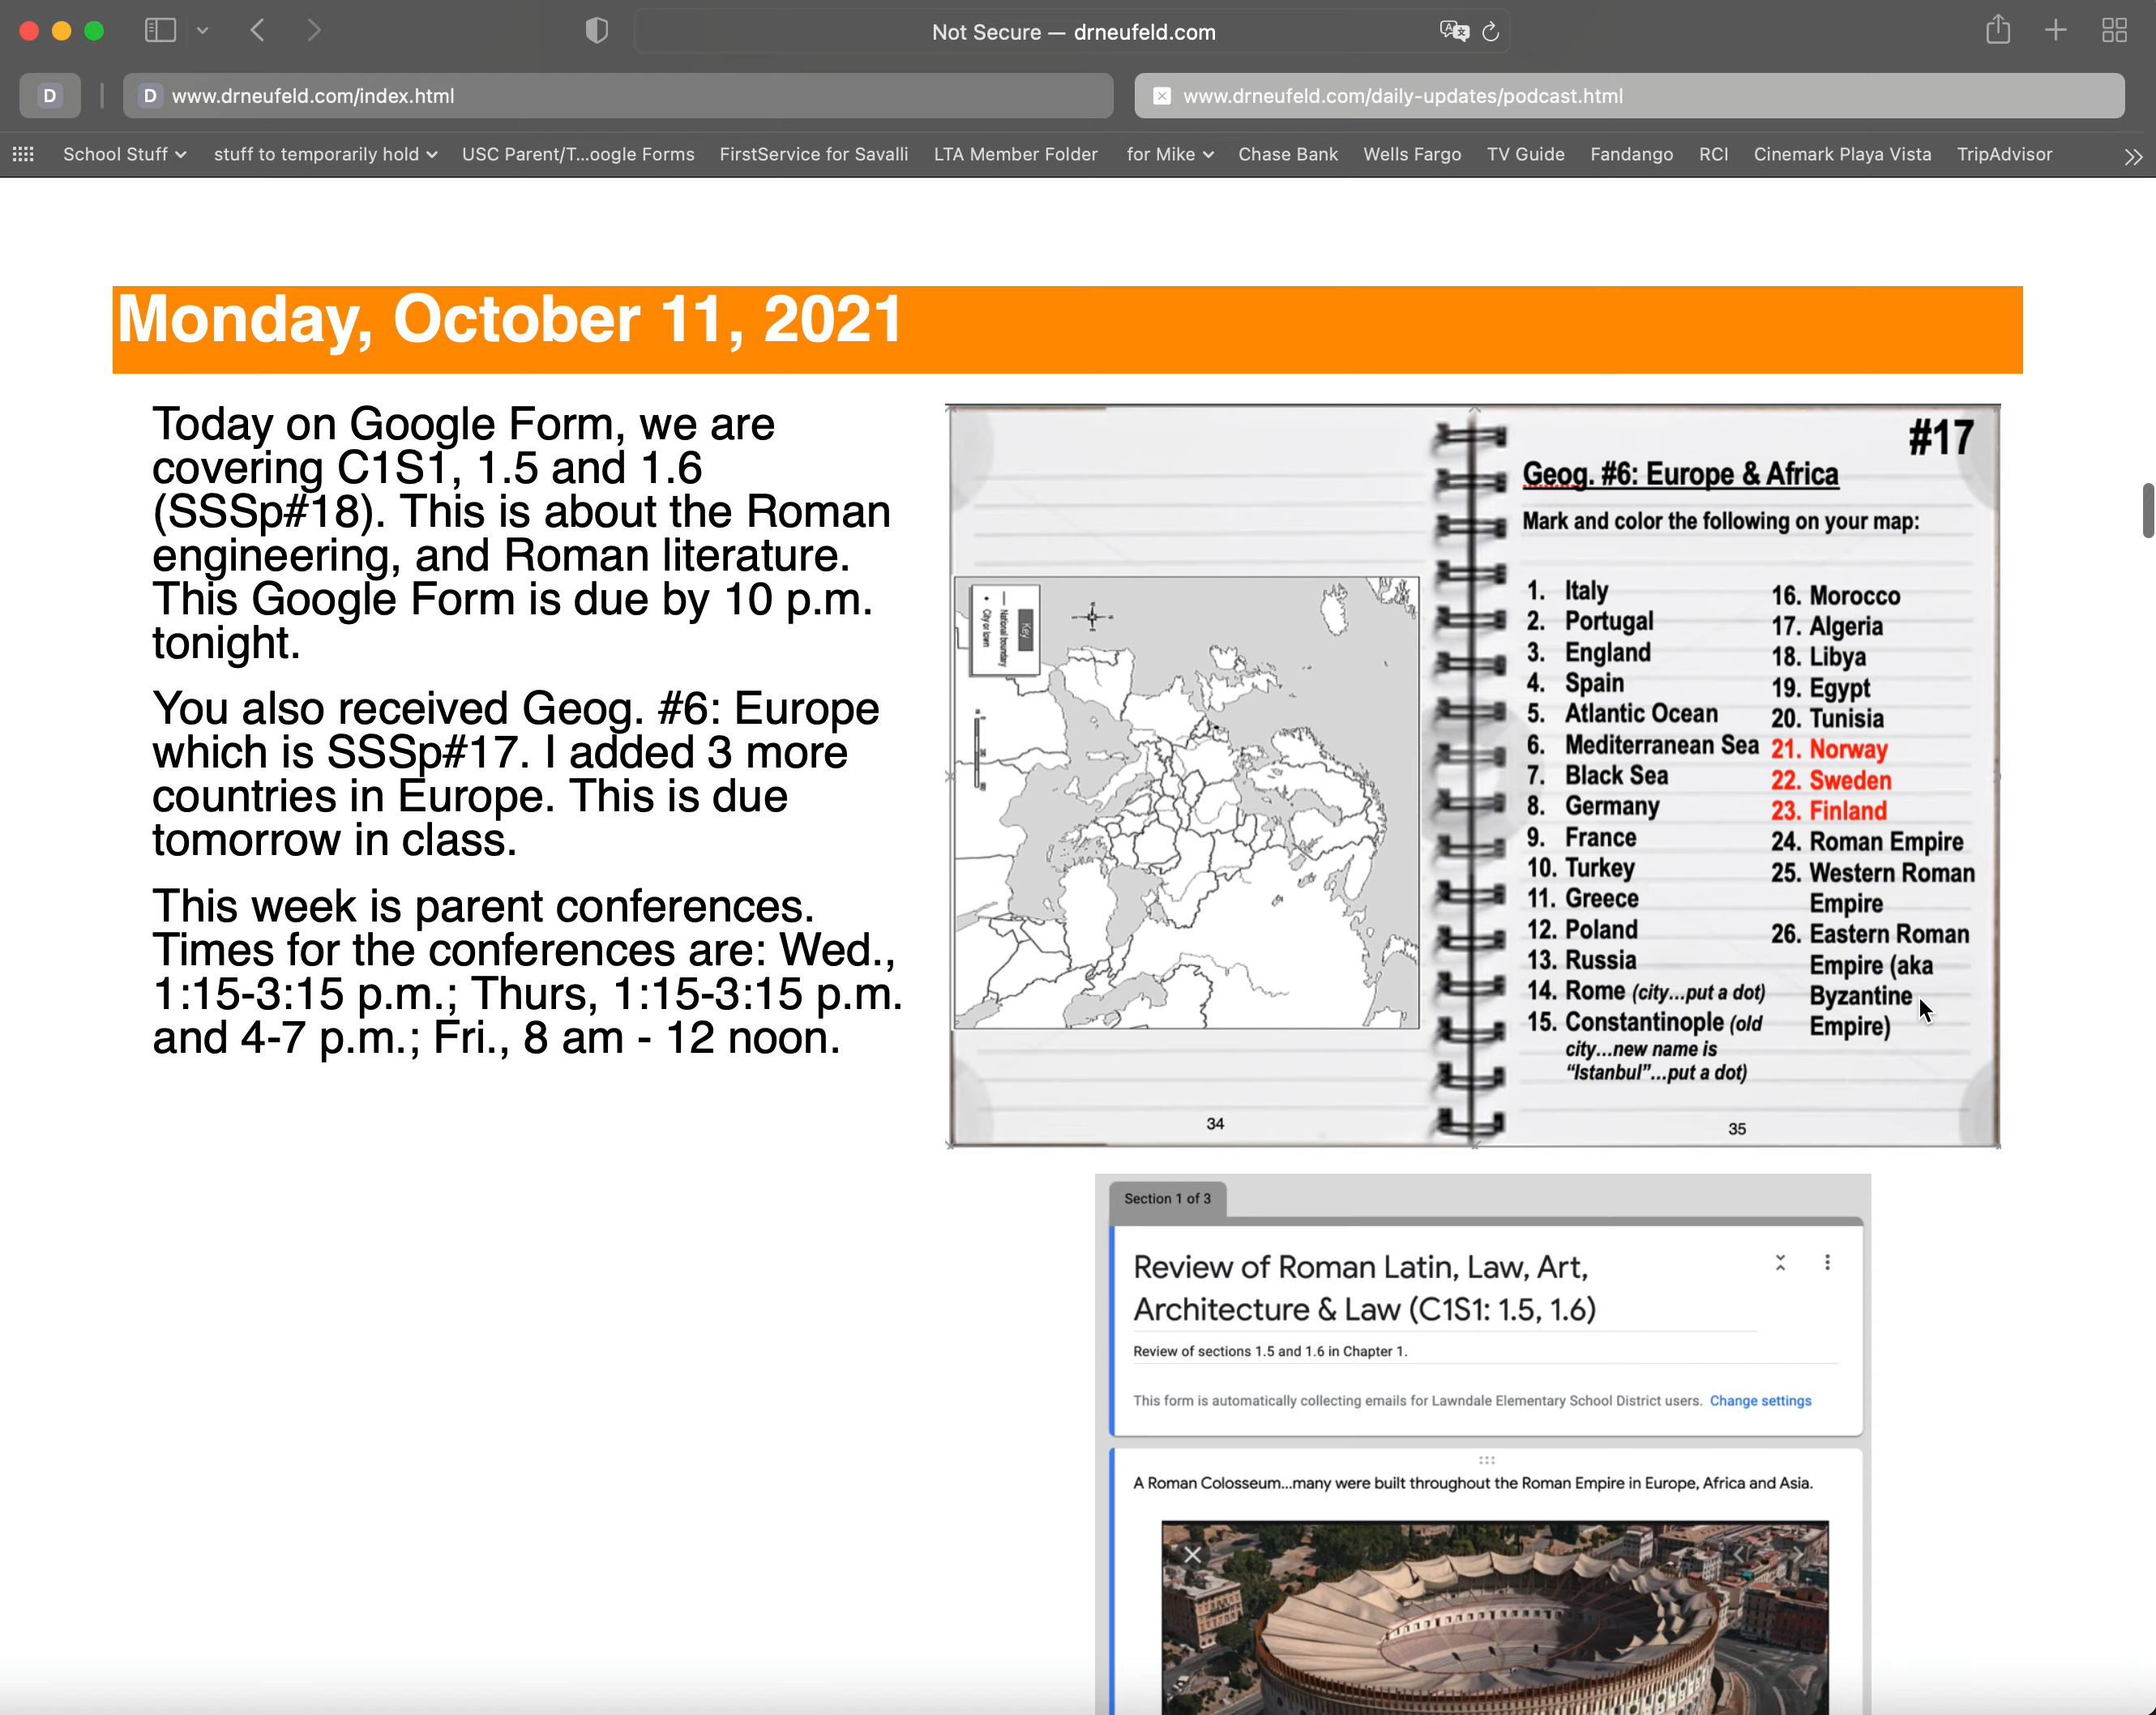 Not Secure — drneufeld.com
D
D www.drneufeld.com/index.html
www.drneufeld.com/daily-updates/podcast.html
School Stuff
stuff to temporarily hold
USC Parent/T...oogle Forms
FirstService for Savalli
LTA Member Folder
for Mike
Chase Bank
Wells Fargo
TV Guide
Fandango
RCI
Cinemark Playa Vista
TripAdvisor
Monday, October 11, 2021
Today on Google Form, we are
covering C1S1, 1.5 and 1.6
(SSSp#18). This is about the Roman
engineering, and Roman literature.
This Google Form is due by 10 p.m.
tonight.
You also received Geog. #6: Europe
which is SSSp#17. I added 3 more
countries in Europe. This is due
tomorrow in class.
This week is parent conferences.
Times for the conferences are: Wed.,
1:15-3:15 p.m.; Thurs, 1:15-3:15 p.m.
and 4-7 p.m.; Fri., 8 am - 12 noon.
Key
National boundary
City or town
34
#17
Geog. #6: Europe & Africa
Mark and color the following on your map:
1. Italy
2. Portugal
3. England
4. Spain
5. Atlantic Ocean
6. Mediterranean Sea
7. Black Sea
8. Germany
9. France
10. Turkey
11. Greece
12. Poland
13. Russia
14. Rome (city...put a dot)
15. Constantinople (old
city...new name is
“Istanbul”...put a dot)
16. Morocco
17. Algeria
18. Libya
19. Egypt
20. Tunisia
21. Norway
22. Sweden
23. Finland
24. Roman Empire
25. Western Roman
Empire
26. Eastern Roman
Empire (aka
Byzantine
Empire)
35
Section 1 of 3
Review of Roman Latin, Law, Art,
Architecture & Law (C1S1: 1.5, 1.6)
Review of sections 1.5 and 1.6 in Chapter 1.
This form is automatically collecting emails for Lawndale Elementary School District users. Change settings
A Roman Colosseum...many were built throughout the Roman Empire in Europe, Africa and Asia.